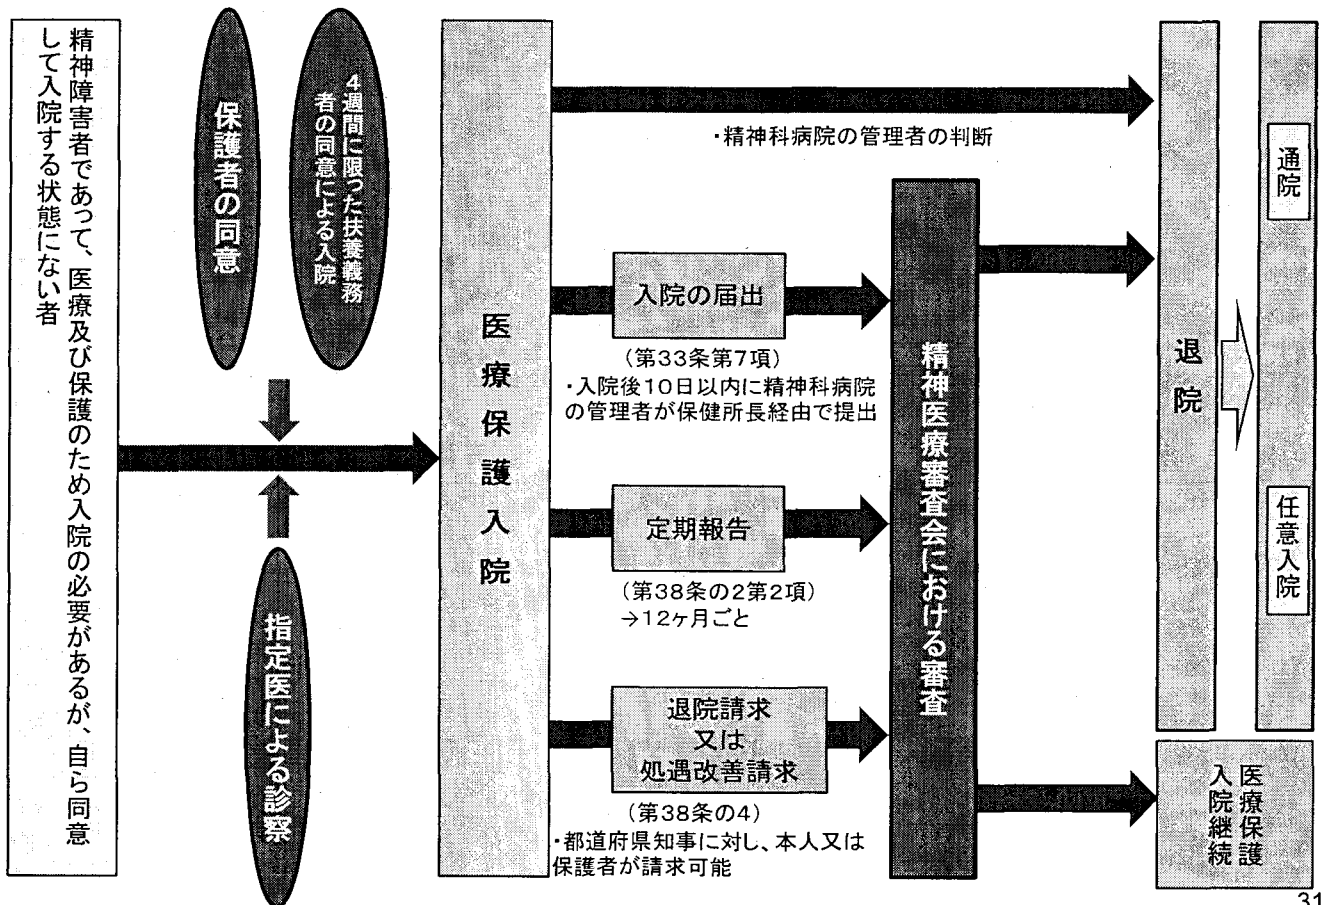 精神障害者であって、医療及び保護のため入院の必要があるが、自ら同意
して入院する状態にない者
保護者の同意
4週間に限った扶養義務
者の同意による入院
指定医による診察
医療保護入院
・精神科病院の管理者の判断
入院の届出
(第33条第7項)
・入院後10日以内に精神科病院
の管理者が保健所長経由で提出
定期報告
(第38条の2第2項)
→12ヶ月ごと
退院請求
又は
処遇改善請求
(第38条の4)
・都道府県知事に対し、本人又は
保護者が請求可能
精神医療審査会における審査
退院
通院
任意入院
医療保護
入院継続
31